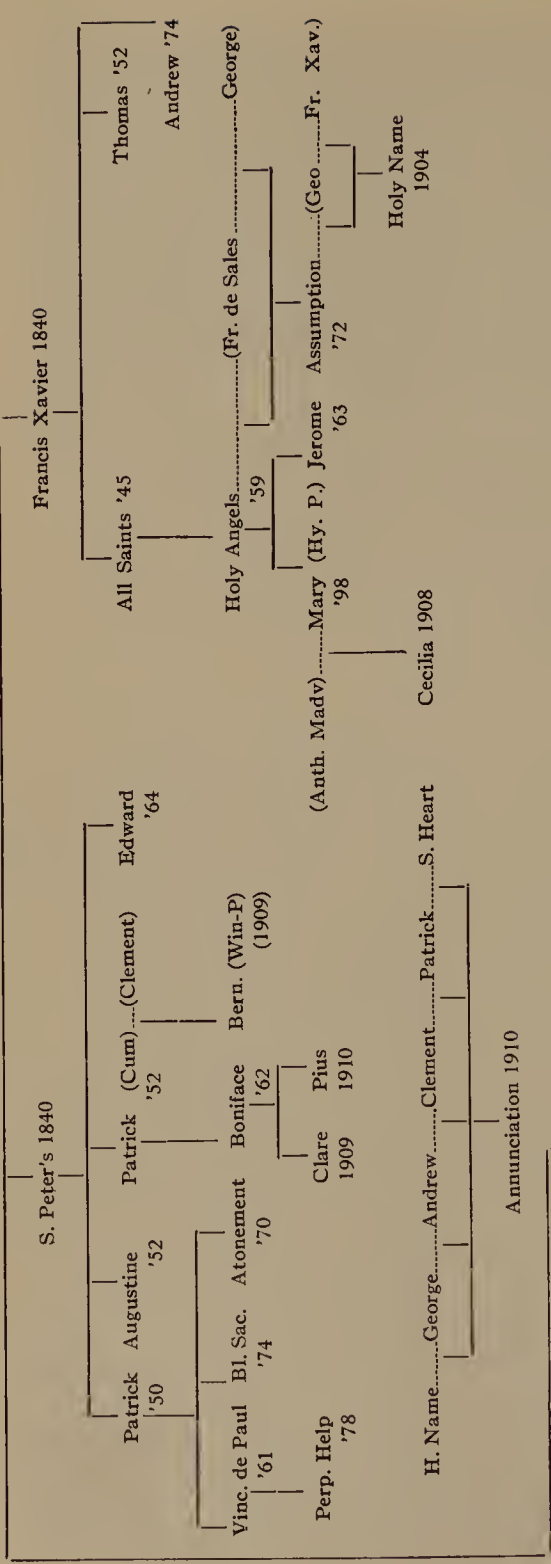 S. Peter's 1840
Patrick '50
Augustine '52
Patrick (Cum)....(Clement) '52
Edward '64
Vinc. de Paul '61
Bl. Sac. '74
Atonement '70
Boniface '62
Bern. (Win-P) (1909)
Perp. Help '78
Clare 1909
Pius 1910
Francis Xavier 1840
All Saints '45
Thomas '52
Andrew '74
Holy Angels..........(Fr. de Sales ..........George)
'59
(Anth. Madv).......Mary '98
(Hy. P.) Jerome '63
Assumption......(Geo ......Fr. Xav.)
'72
Cecilia 1908
Holy Name 1904
H. Name......George......Andrew......Clement......Patrick......S. Heart
Annunciation 1910